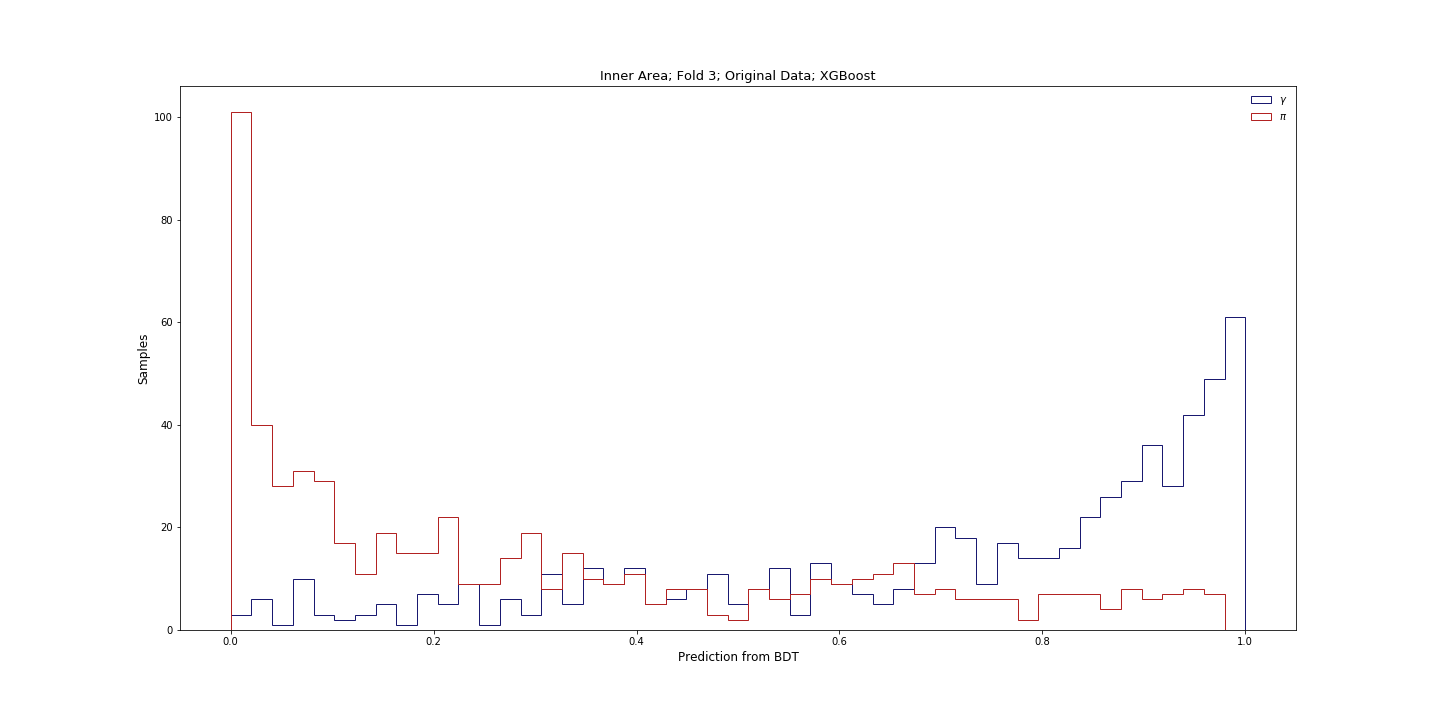 Inner Area; Fold 3; Original Data; XGBoost
γ
π
100
80
60
40
20
0
Samples
0.0 0.2 0.4 0.6 0.8 1.0
Prediction from BDT